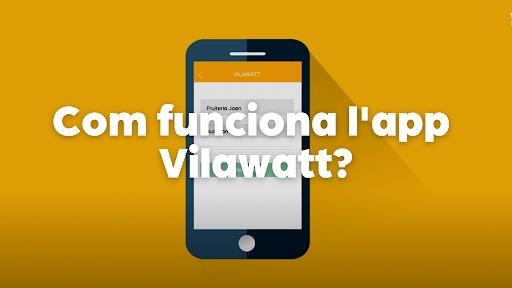 VILAWATT
Fruiteria Joan
Com funciona l'app
Vilawatt?